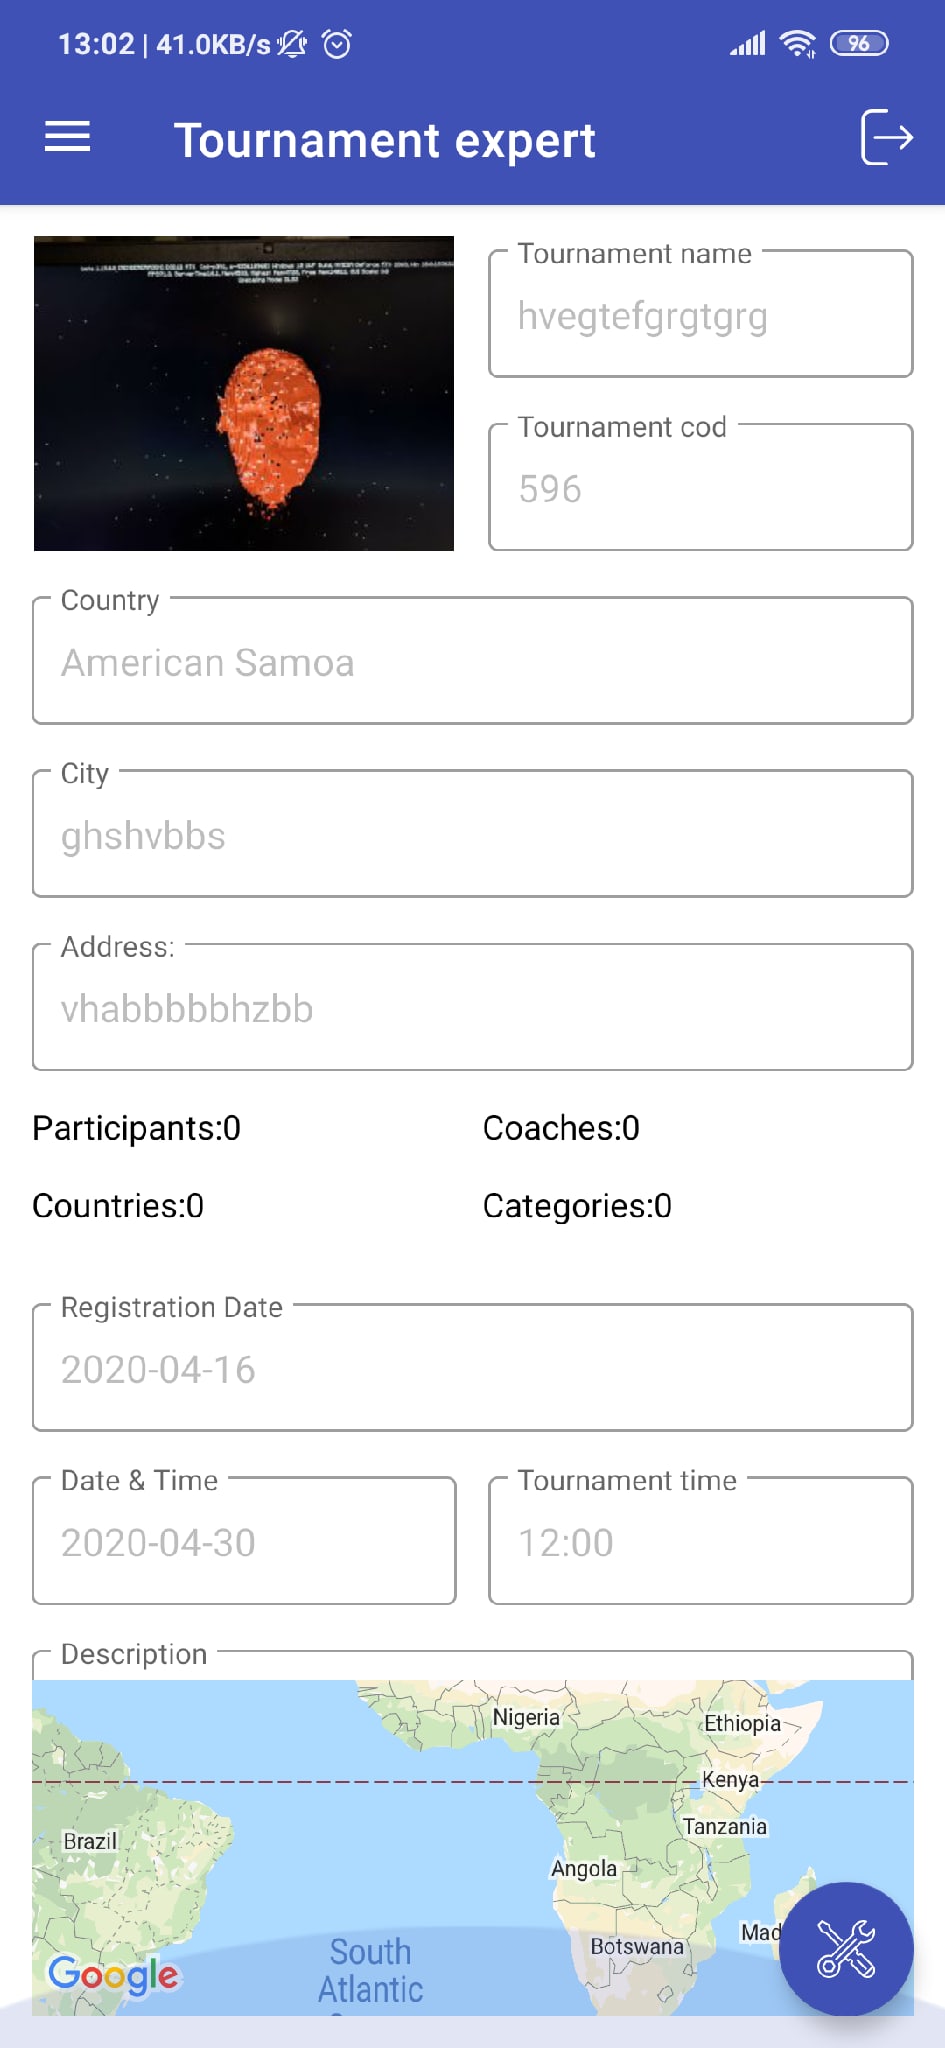 13:02 | 41.0KB/s
96
Tournament expert
Tournament name
hvegtefgrgtgrg
Tournament cod
596
Country
American Samoa
City
ghshvbbs
Address:
vhabbbbbhzbb
Participants:0
Coaches:0
Countries:0
Categories:0
Registration Date
2020-04-16
Date & Time
2020-04-30
Tournament time
12:00
Description
Nigeria
Ethiopia
Kenya
Tanzania
Brazil
Angola
Mad
Botswana
South
Atlantic
Google